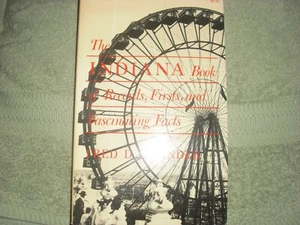 The
INDIANA Book
of Records, Firsts, and
Fascinating Facts